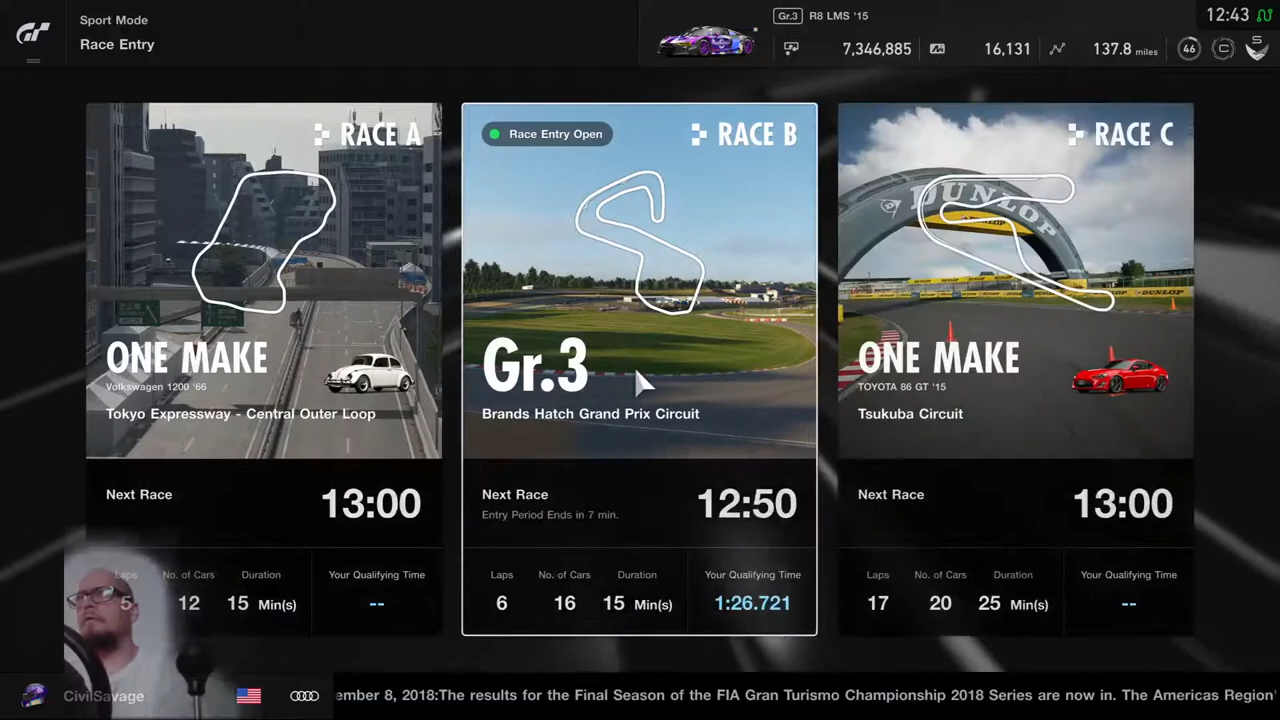 Sport Mode
Race Entry
Gr.3 R8 LMS '15
7,346,885
16,131
137.8 miles
46
C
S
12:43
RACE A
ONE MAKE
Volkswagen 1200 '66
Tokyo Expressway - Central Outer Loop
Next Race
13:00
Laps No. of Cars Duration Your Qualifying Time
5 12 15 Min(s) --
Race Entry Open
RACE B
Gr.3
Brands Hatch Grand Prix Circuit
Next Race
Entry Period Ends in 7 min.
12:50
Laps No. of Cars Duration Your Qualifying Time
6 16 15 Min(s) 1:26.721
RACE C
DUNLOP
DUNLOP
DUNLOP
ONE MAKE
TOYOTA 86 GT '15
Tsukuba Circuit
Next Race
13:00
Laps No. of Cars Duration Your Qualifying Time
17 20 25 Min(s) --
CivilSavage
ember 8, 2018:The results for the Final Season of the FIA Gran Turismo Championship 2018 Series are now in. The Americas Region'